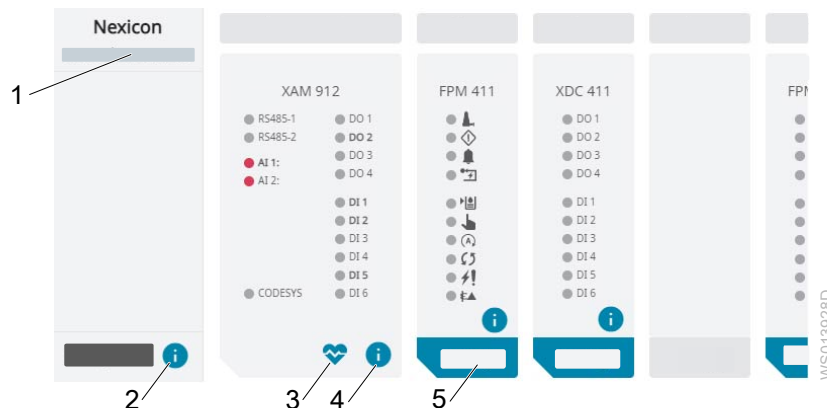 Nexicon
1
XAM 912
RS485-1
RS485-2
AI 1:
AI 2:
CODESYS
DO 1
DO 2
DO 3
DO 4
DI 1
DI 2
DI 3
DI 4
DI 5
DI 6
FPM 411
A
XDC 411
DO 1
DO 2
DO 3
DO 4
DI 1
DI 2
DI 3
DI 4
DI 5
DI 6
i
i
i
i
2
3
4
5